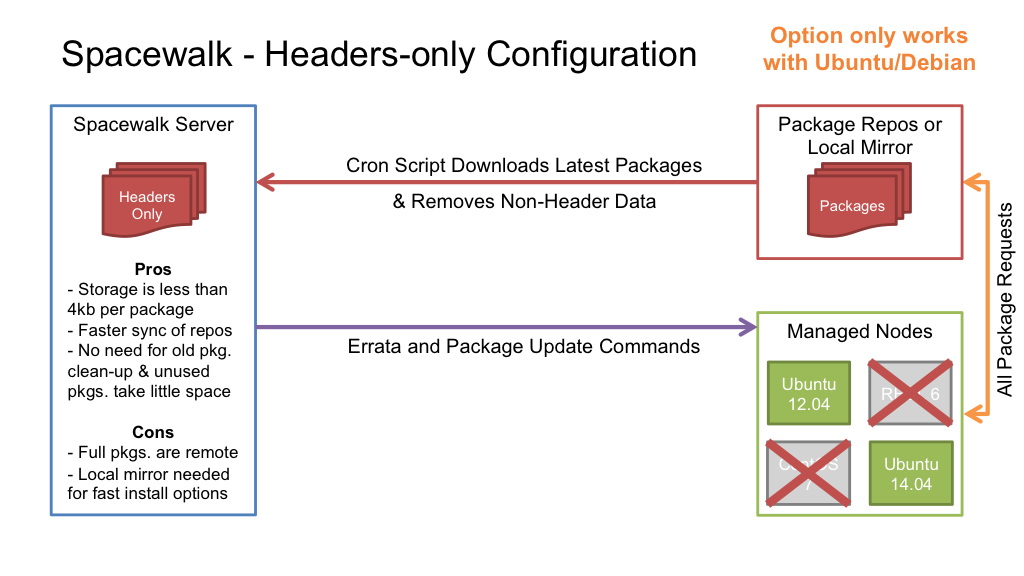 Spacewalk - Headers-only Configuration
Option only works
with Ubuntu/Debian
Spacewalk Server
Headers
Only
Pros
- Storage is less than
4kb per package
- Faster sync of repos
- No need for old pkg.
clean-up & unused
pkgs. take little space
Cons
- Full pkgs. are remote
- Local mirror needed
for fast install options
Cron Script Downloads Latest Packages
& Removes Non-Header Data
Errata and Package Update Commands
Package Repos or
Local Mirror
Packages
All Package Requests
Managed Nodes
Ubuntu
12.04
6
CentOS
7
Ubuntu
14.04